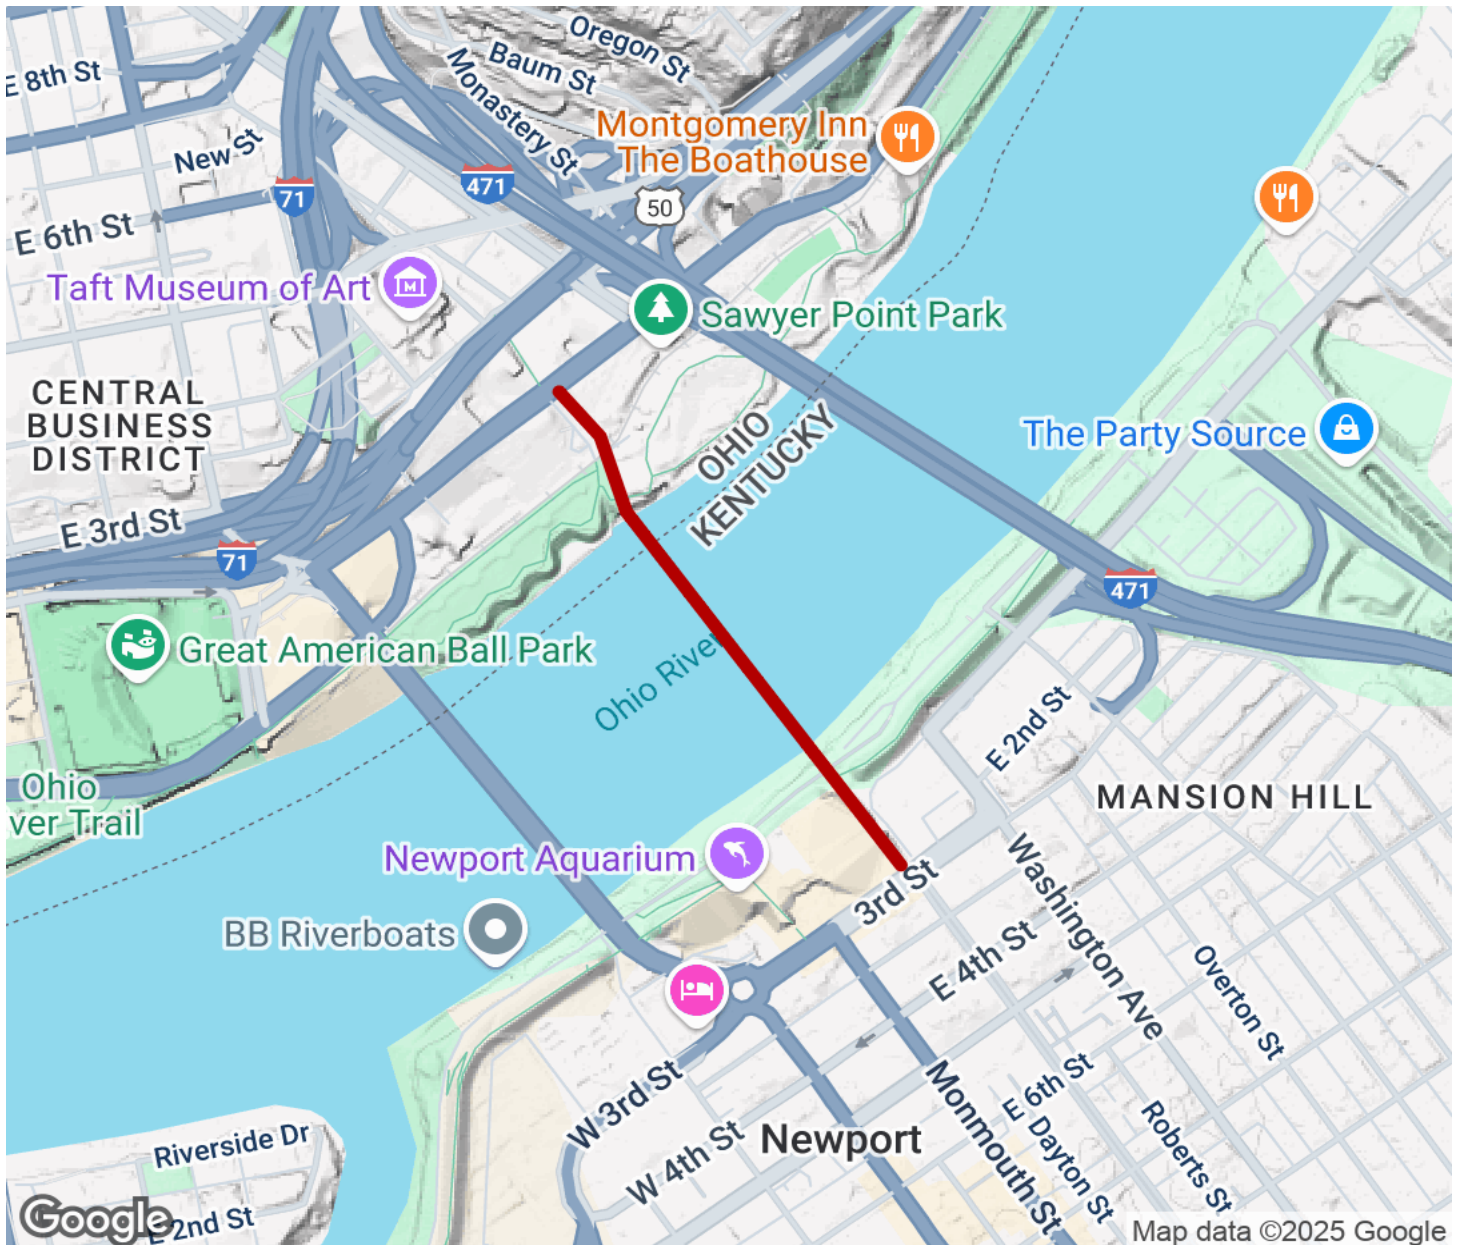 Oregon St
Baum St
E 8th St
Monastery St
Montgomery Inn
The Boathouse
New St
471
71
50
E 6th St
Taft Museum of Art
Sawyer Point Park
CENTRAL
BUSINESS
DISTRICT
OHIO
KENTUCKY
The Party Source
E 3rd St
71
471
Great American Ball Park
Ohio River
E 2nd St
Ohio
ver Trail
MANSION HILL
Newport Aquarium
3rd St
Washington Ave
BB Riverboats
E 4th St
Overton St
W 3rd St
Monmouth St
E 6th St
Dayton St
Roberts St
Newport
W 4th St
Riverside Dr
Google
E 2nd St
Map data ©2025 Google